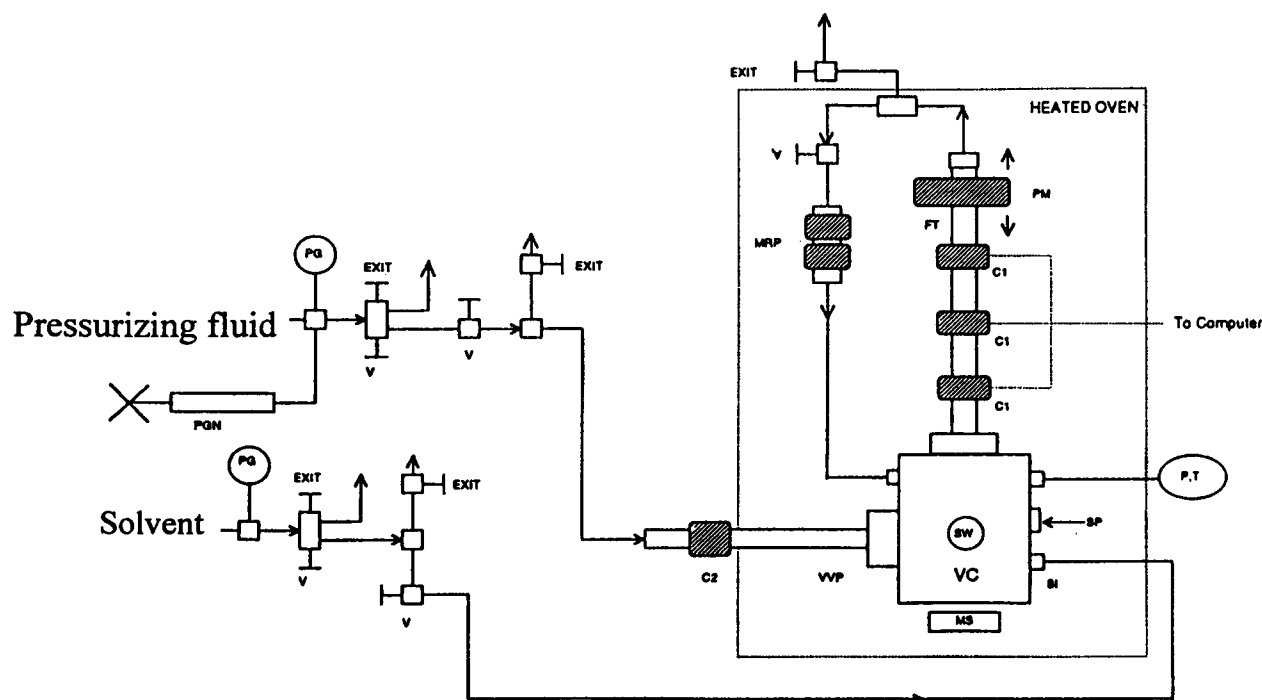 EXIT
HEATED OVEN
V
PM
FT
MRP
C1
PG
EXIT
EXIT
Pressurizing fluid
C1
To Computer
V
V
C1
PGN
PG
EXIT
EXIT
P,T
Solvent
SP
SW
C2
VVP
VC
SI
V
V
MS